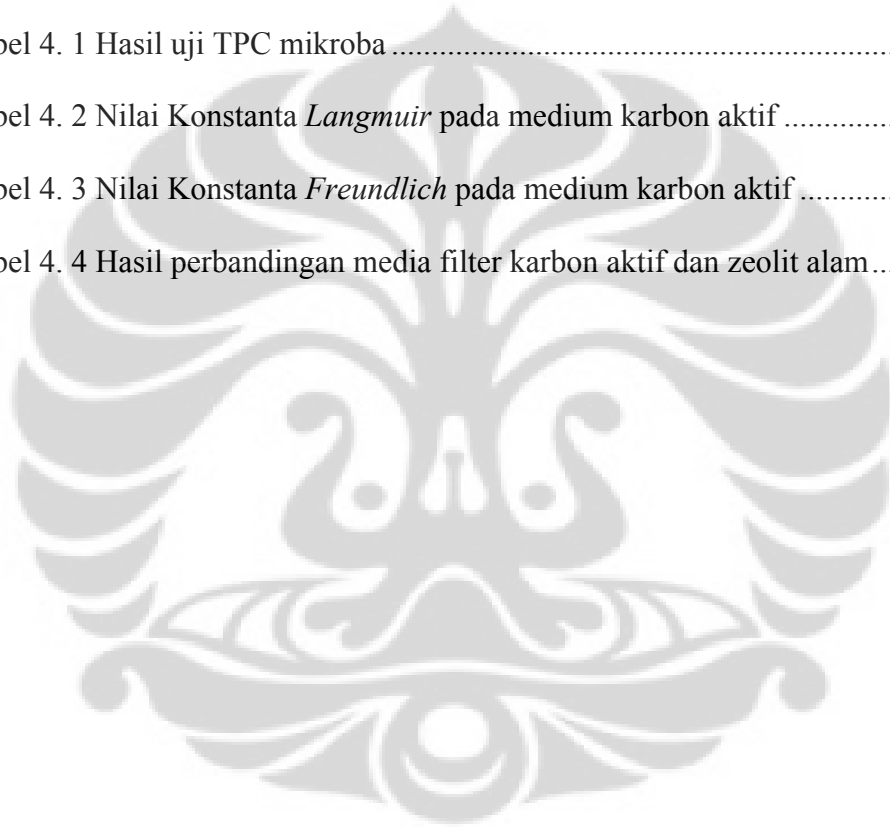 bel 4. 1 Hasil uji TPC mikroba ................................................................
bel 4. 2 Nilai Konstanta Langmuir pada medium karbon aktif ..............
bel 4. 3 Nilai Konstanta Freundlich pada medium karbon aktif ............
bel 4. 4 Hasil perbandingan media filter karbon aktif dan zeolit alam...